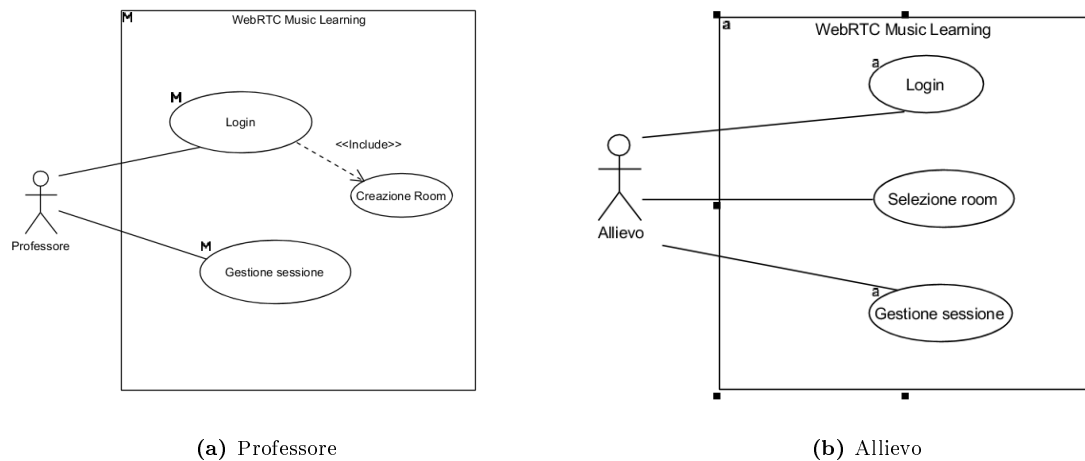 M
WebRTC Music Learning
M
Login
<<Include>>
Creazione Room
Professore
M
Gestione sessione
(a) Professore
a
WebRTC Music Learning
a
Login
Selezione room
Allievo
a
Gestione sessione
(b) Allievo